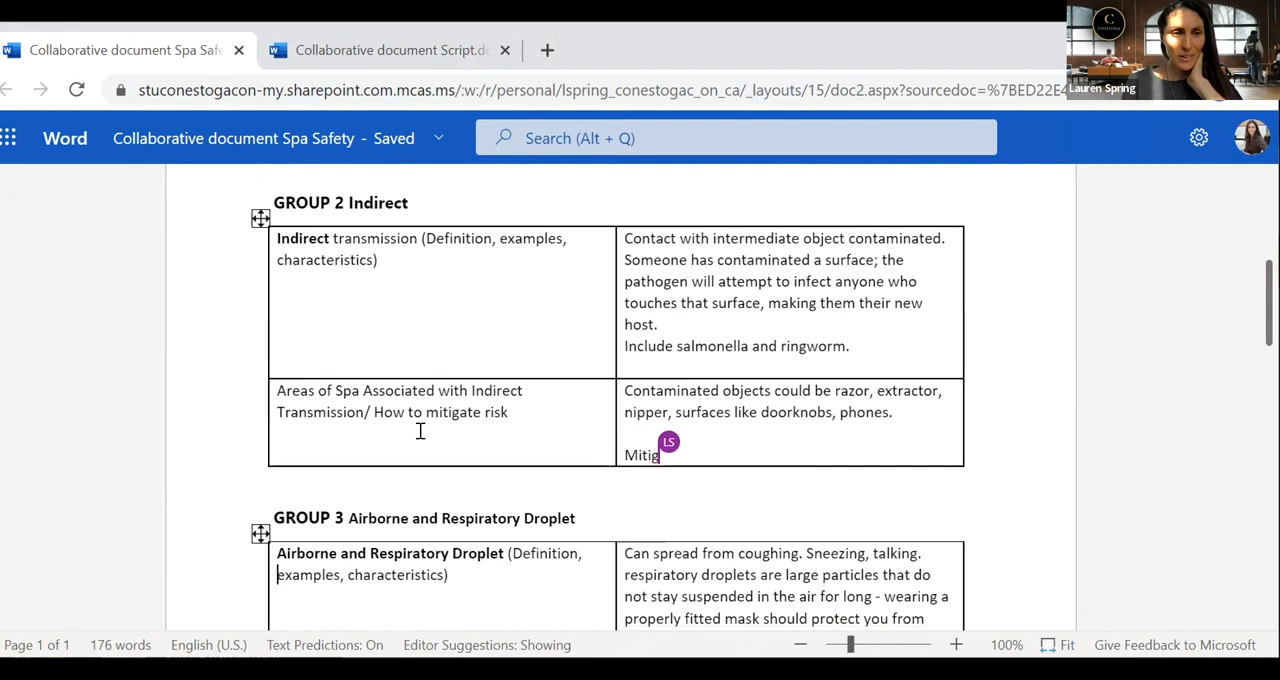 C
CONESTOGA
Lauren Spring
Collaborative document Spa Safe
Collaborative document Script.do
stuconestogacon-my.sharepoint.com.mcas.ms/:w:/r/personal/lspring_conestogac_on_ca/_layouts/15/doc2.aspx?sourcedoc=%7BED22E4
Word
Collaborative document Spa Safety - Saved
Search (Alt + Q)
GROUP 2 Indirect
Indirect transmission (Definition, examples,
characteristics)
Contact with intermediate object contaminated.
Someone has contaminated a surface; the
pathogen will attempt to infect anyone who
touches that surface, making them their new
host.
Include salmonella and ringworm.
Areas of Spa Associated with Indirect
Transmission/ How to mitigate risk
Contaminated objects could be razor, extractor,
nipper, surfaces like doorknobs, phones.
LS
Mitig
GROUP 3 Airborne and Respiratory Droplet
Airborne and Respiratory Droplet (Definition,
examples, characteristics)
Can spread from coughing. Sneezing, talking.
respiratory droplets are large particles that do
not stay suspended in the air for long - wearing a
properly fitted mask should protect you from
Page 1 of 1
176 words
English (U.S.)
Text Predictions: On
Editor Suggestions: Showing
100%
Fit
Give Feedback to Microsoft